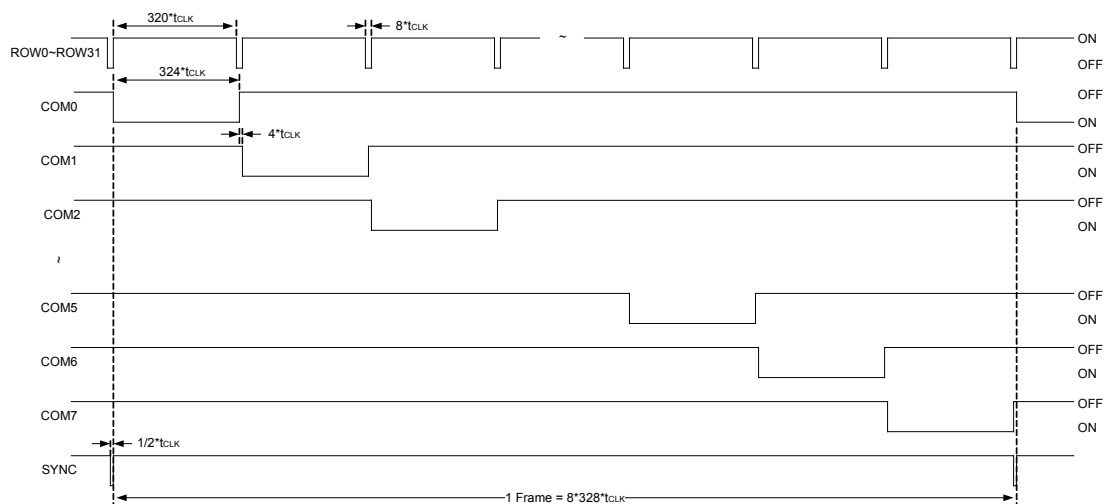 320*tCLK
8*tCLK
ROW0~ROW31
~
ON
OFF
324*tCLK
COM0
OFF
ON
4*tCLK
COM1
OFF
ON
COM2
OFF
ON
~
COM5
OFF
ON
COM6
OFF
ON
COM7
OFF
ON
1/2*tCLK
SYNC
1 Frame = 8*328*tCLK